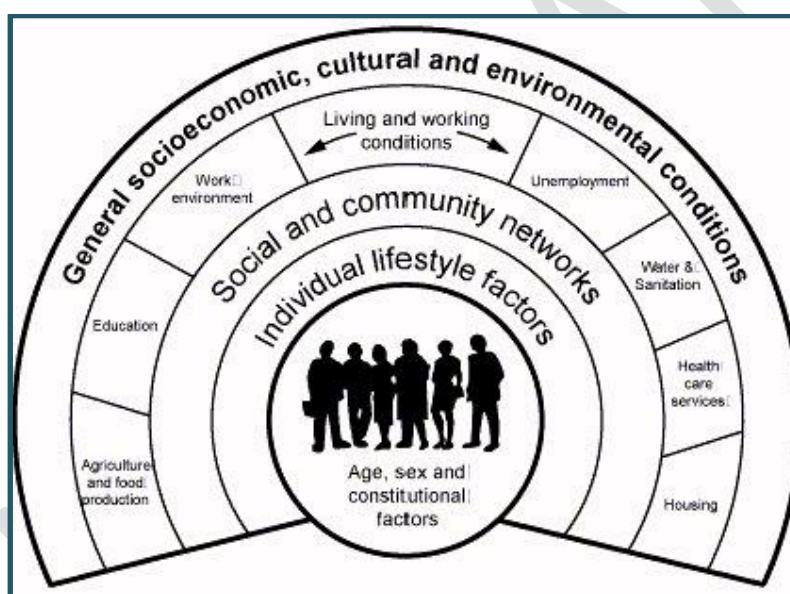 General socioeconomic, cultural and environmental conditions
Living and working
conditions
Work
environment
Unemployment
Education
Water &
Sanitation
Agriculture
and food
production
Health
care
services
Housing
Social and community networks
Individual lifestyle factors
Age, sex and
constitutional
factors